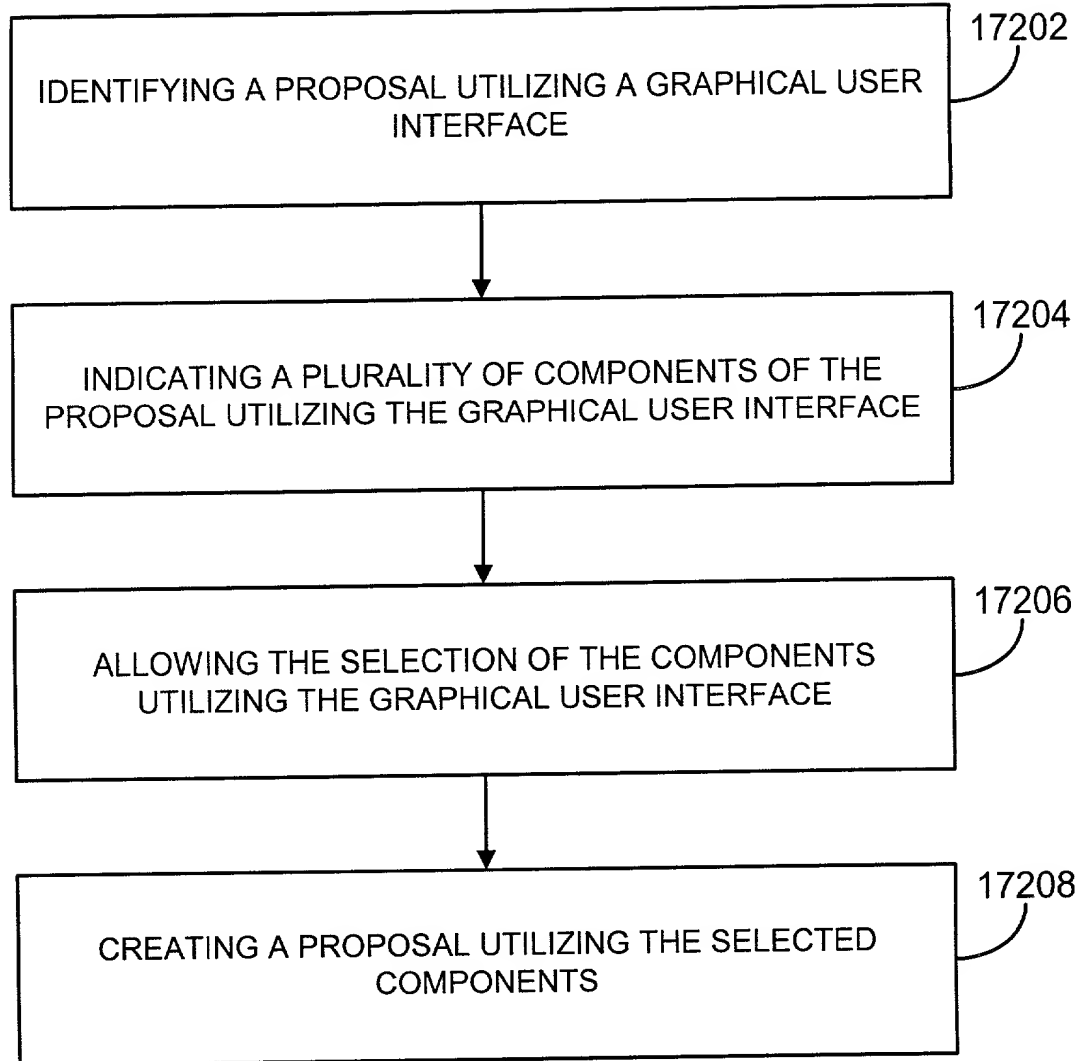 17202
IDENTIFYING A PROPOSAL UTILIZING A GRAPHICAL USER
INTERFACE
17204
INDICATING A PLURALITY OF COMPONENTS OF THE
PROPOSAL UTILIZING THE GRAPHICAL USER INTERFACE
17206
ALLOWING THE SELECTION OF THE COMPONENTS
UTILIZING THE GRAPHICAL USER INTERFACE
17208
CREATING A PROPOSAL UTILIZING THE SELECTED
COMPONENTS